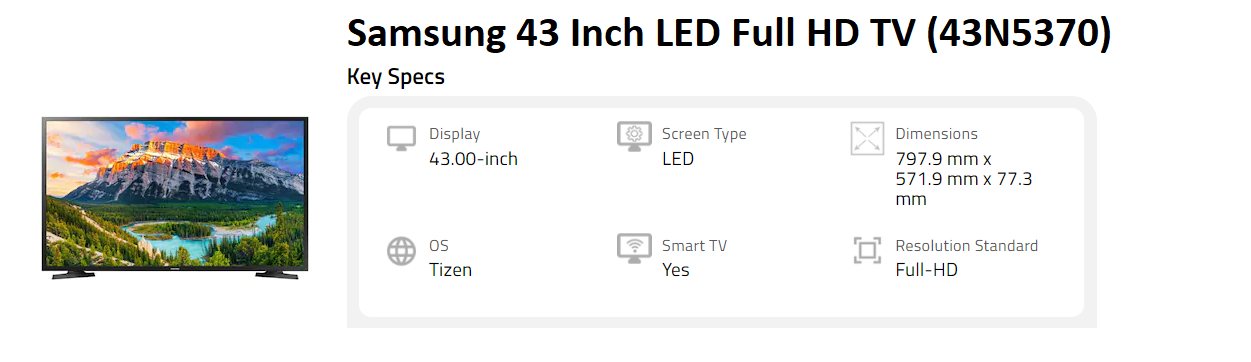 Samsung 43 Inch LED Full HD TV (43N5370)
Key Specs
Display
43.00-inch
Screen Type
LED
Dimensions
797.9 mm x
571.9 mm x 77.3
mm
OS
Tizen
Smart TV
Yes
Resolution Standard
Full-HD